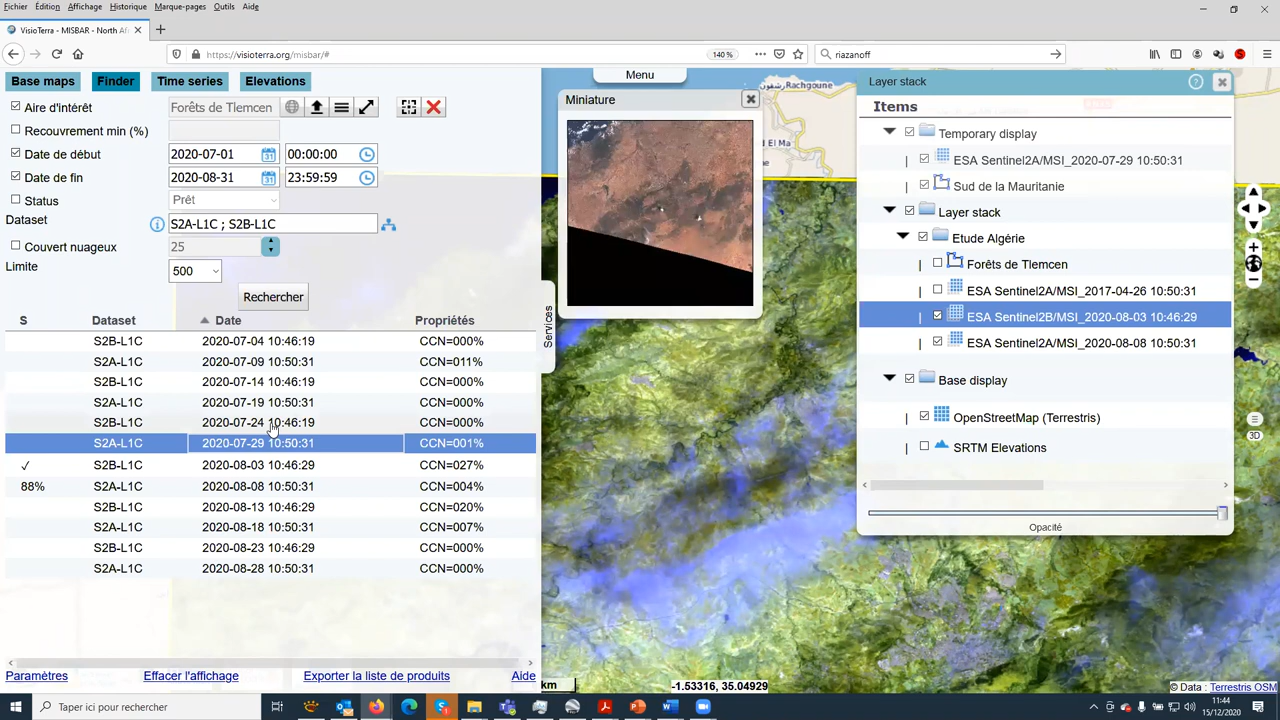 Fichier Édition Affichage Historique Marque-pages Outils Aide
VisioTerra - MISBAR - North Af
https://visioterra.org/misbar/#
140 %
riazanoff
Base maps
Finder
Time series
Elevations
Menu
Aire d'intérêt
Forêts de Tlemcen
Recouvrement min (%)
Date de début
2020-07-01
00:00:00
Date de fin
2020-08-31
23:59:59
Status
Prêt
Dataset
S2A-L1C ; S2B-L1C
Couvert nuageux
25
Limite
500
Rechercher
S Dataset Date Propriétés
S2B-L1C 2020-07-04 10:46:19 CCN=000%
S2A-L1C 2020-07-09 10:50:31 CCN=011%
S2B-L1C 2020-07-14 10:46:19 CCN=000%
S2A-L1C 2020-07-19 10:50:31 CCN=000%
S2B-L1C 2020-07-24 10:46:19 CCN=000%
S2A-L1C 2020-07-29 10:50:31 CCN=001%
✓ S2B-L1C 2020-08-03 10:46:29 CCN=027%
88% S2A-L1C 2020-08-08 10:50:31 CCN=004%
S2B-L1C 2020-08-13 10:46:29 CCN=020%
S2A-L1C 2020-08-18 10:50:31 CCN=007%
S2B-L1C 2020-08-23 10:46:29 CCN=000%
S2A-L1C 2020-08-28 10:50:31 CCN=000%
Paramètres
Effacer l'affichage
Exporter la liste de produits
Aide
Services
Miniature
Rachgoune
رشقون
d El Ma
Layer stack
Items
Temporary display
ESA Sentinel2A/MSI_2020-07-29 10:50:31
Sud de la Mauritanie
Layer stack
Etude Algérie
Forêts de Tlemcen
ESA Sentinel2A/MSI_2017-04-26 10:50:31
ESA Sentinel2B/MSI_2020-08-03 10:46:29
ESA Sentinel2A/MSI_2020-08-08 10:50:31
Base display
OpenStreetMap (Terrestris)
SRTM Elevations
Opacité
3D
km
-1.53316, 35.04929
© Data : Terrestris OSM
Taper ici pour rechercher
11:44
15/12/2020